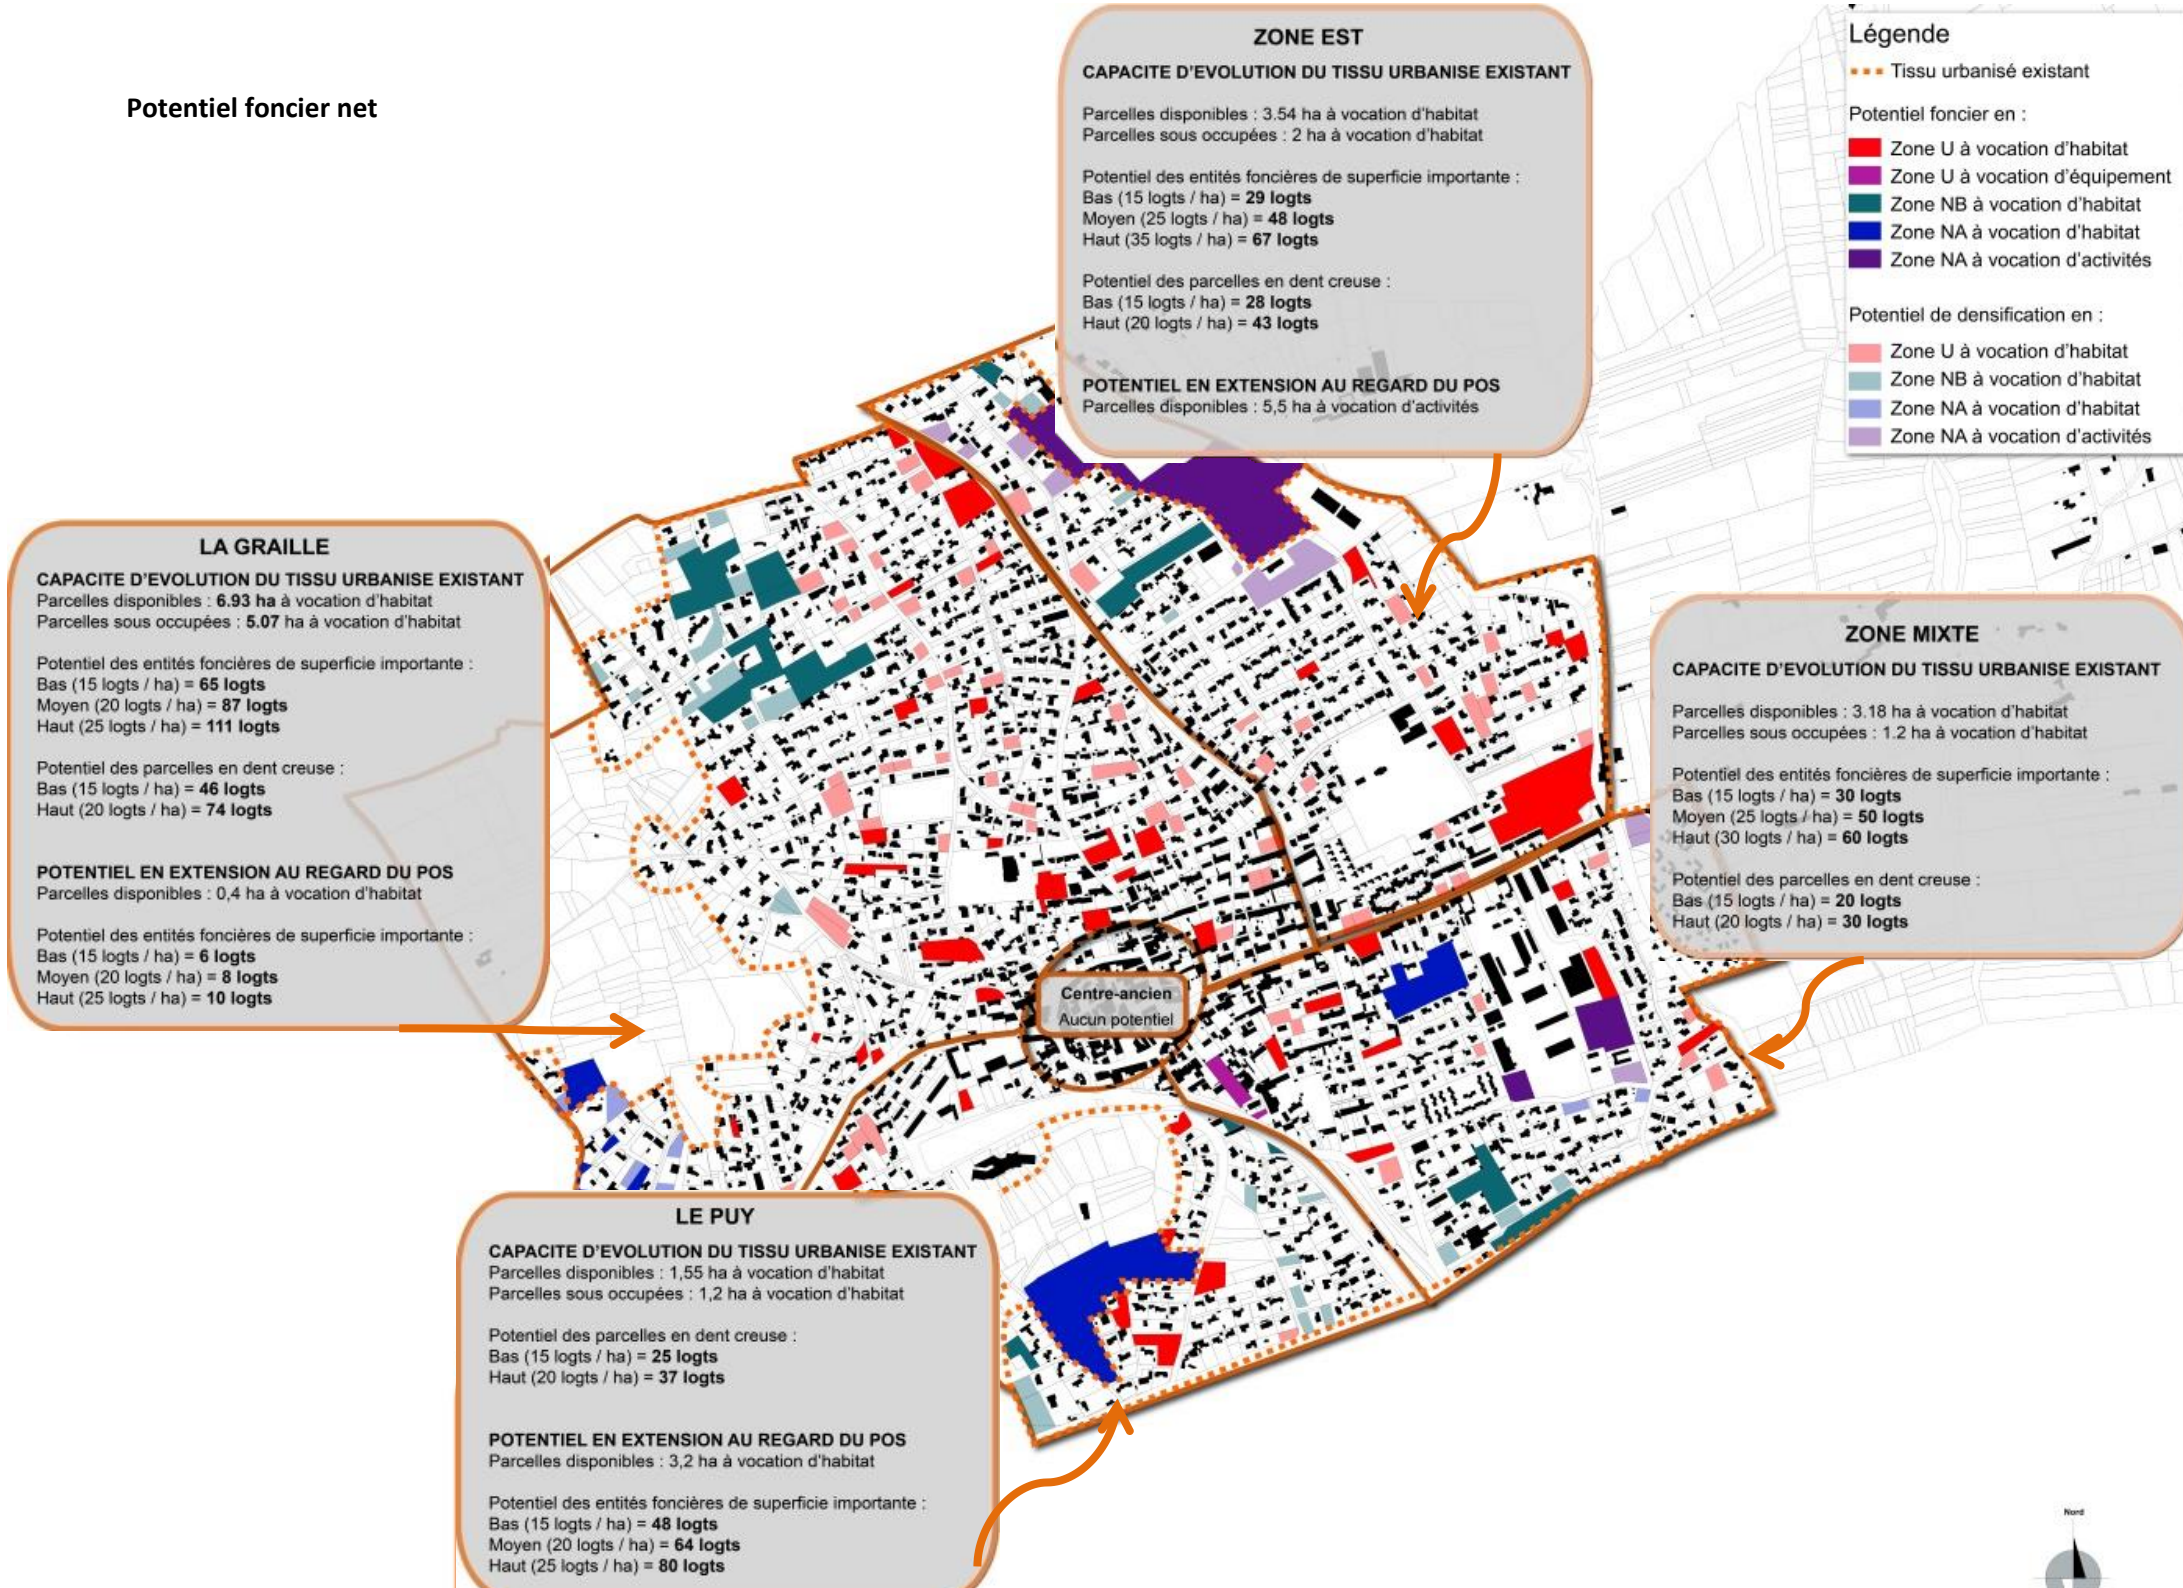 Potentiel foncier net
ZONE EST
CAPACITE D'EVOLUTION DU TISSU URBANISE EXISTANT
Parcelles disponibles : 3.54 ha à vocation d'habitat
Parcelles sous occupées : 2 ha à vocation d'habitat
Potentiel des entités foncières de superficie importante :
Bas (15 logts / ha) = 29 logts
Moyen (25 logts / ha) = 48 logts
Haut (35 logts / ha) = 67 logts
Potentiel des parcelles en dent creuse :
Bas (15 logts / ha) = 28 logts
Haut (20 logts / ha) = 43 logts
POTENTIEL EN EXTENSION AU REGARD DU POS
Parcelles disponibles : 5,5 ha à vocation d'activités
Légende
Tissu urbanisé existant
Potentiel foncier en :
Zone U à vocation d'habitat
Zone U à vocation d'équipement
Zone NB à vocation d'habitat
Zone NA à vocation d'habitat
Zone NA à vocation d'activités
Potentiel de densification en :
Zone U à vocation d'habitat
Zone NB à vocation d'habitat
Zone NA à vocation d'habitat
Zone NA à vocation d'activités
LA GRAILLE
CAPACITE D'EVOLUTION DU TISSU URBANISE EXISTANT
Parcelles disponibles : 6.93 ha à vocation d'habitat
Parcelles sous occupées : 5.07 ha à vocation d'habitat
Potentiel des entités foncières de superficie importante :
Bas (15 logts / ha) = 65 logts
Moyen (20 logts / ha) = 87 logts
Haut (25 logts / ha) = 111 logts
Potentiel des parcelles en dent creuse :
Bas (15 logts / ha) = 46 logts
Haut (20 logts / ha) = 74 logts
POTENTIEL EN EXTENSION AU REGARD DU POS
Parcelles disponibles : 0,4 ha à vocation d'habitat
Potentiel des entités foncières de superficie importante :
Bas (15 logts / ha) = 6 logts
Moyen (20 logts / ha) = 8 logts
Haut (25 logts / ha) = 10 logts
ZONE MIXTE
CAPACITE D'EVOLUTION DU TISSU URBANISE EXISTANT
Parcelles disponibles : 3.18 ha à vocation d'habitat
Parcelles sous occupées : 1.2 ha à vocation d'habitat
Potentiel des entités foncières de superficie importante :
Bas (15 logts / ha) = 30 logts
Moyen (25 logts / ha) = 50 logts
Haut (30 logts / ha) = 60 logts
Potentiel des parcelles en dent creuse :
Bas (15 logts / ha) = 20 logts
Haut (20 logts / ha) = 30 logts
Centre-ancien
Aucun potentiel
LE PUY
CAPACITE D'EVOLUTION DU TISSU URBANISE EXISTANT
Parcelles disponibles : 1,55 ha à vocation d'habitat
Parcelles sous occupées : 1,2 ha à vocation d'habitat
Potentiel des parcelles en dent creuse :
Bas (15 logts / ha) = 25 logts
Haut (20 logts / ha) = 37 logts
POTENTIEL EN EXTENSION AU REGARD DU POS
Parcelles disponibles : 3,2 ha à vocation d'habitat
Potentiel des entités foncières de superficie importante :
Bas (15 logts / ha) = 48 logts
Moyen (20 logts / ha) = 64 logts
Haut (25 logts / ha) = 80 logts
Nord